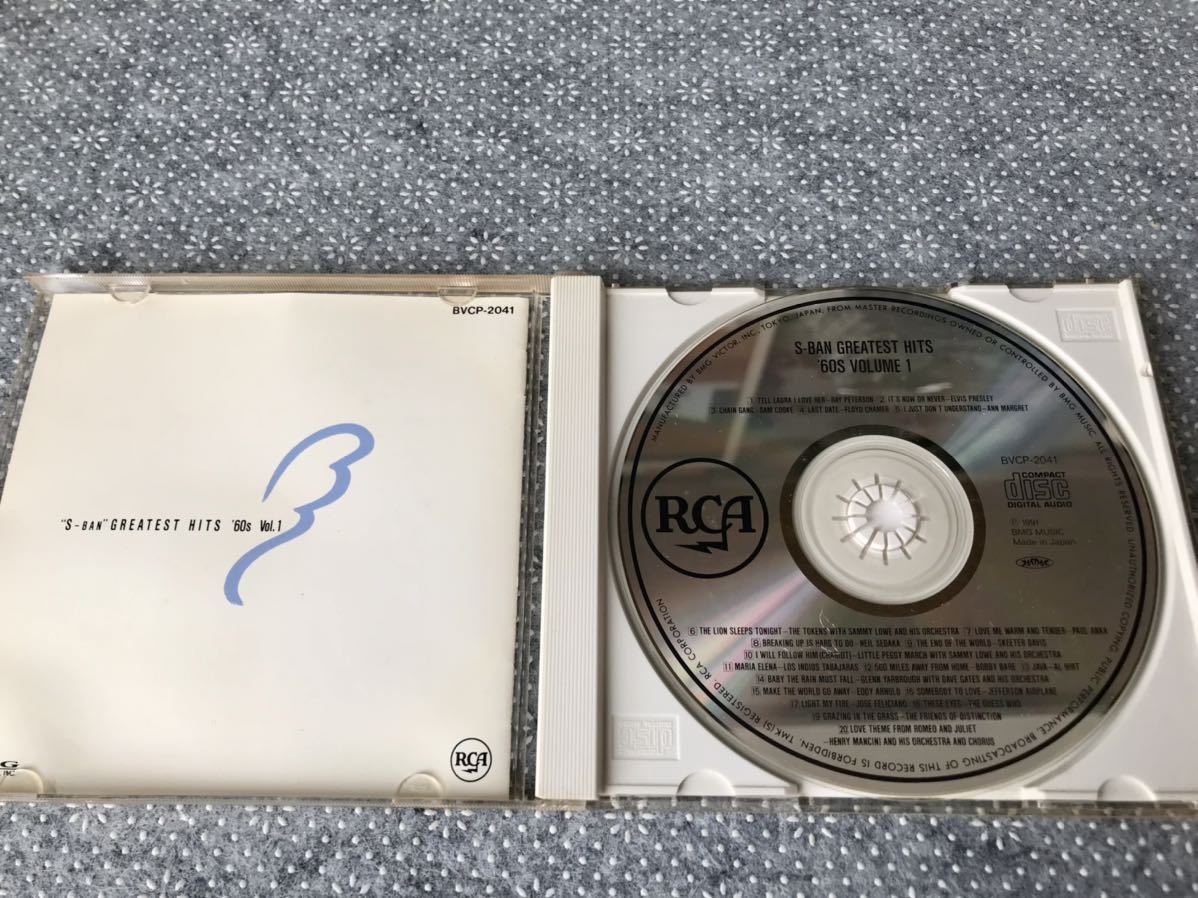 BVCP-2041
"S-BAN" GREATEST HITS '60s Vol.1
RCA
MANUFACTURED BY BMG VICTOR, INC., TOKYO, JAPAN, FROM MASTER RECORDINGS OWNED OR CONTROLLED BY BMG MUSIC. ALL RIGHTS RESERVED. UNAUTHORIZED COPYING, PUBLIC PERFORMANCE, BROADCASTING OF THIS RECORD IS FORBIDDEN. TMK(S) REGISTERED. RCA CORPORATION.
S-BAN GREATEST HITS
'60S VOLUME 1
1 TELL LAURA I LOVE HER—RAY PETERSON 2 IT'S NOW OR NEVER—ELVIS PRESLEY
3 CHAIN GANG—SAM COOKE 4 LAST DATE—FLOYD CRAMER 5 I JUST DON'T UNDERSTAND—ANN MARGRET
BVCP-2041
COMPACT
disc
DIGITAL AUDIO
RCA
℗ 1991
BMG MUSIC
Made in Japan
6 THE LION SLEEPS TONIGHT—THE TOKENS WITH SAMMY LOWE AND HIS ORCHESTRA 7 LOVE ME WARM AND TENDER—PAUL ANKA
8 BREAKING UP IS HARD TO DO—NEIL SEDAKA 9 THE END OF THE WORLD—SKEETER DAVIS
10 I WILL FOLLOW HIM (CHARIOT)—LITTLE PEGGY MARCH WITH SAMMY LOWE AND HIS ORCHESTRA
11 MARIA ELENA—LOS INDIOS TABAJARAS 12 500 MILES AWAY FROM HOME—BOBBY BARE 13 JAVA—AL HIRT
14 BABY THE RAIN MUST FALL—GLENN YARBROUGH WITH DAVE GATES AND HIS ORCHESTRA
15 MAKE THE WORLD GO AWAY—EDDY ARNOLD 16 SOMEBODY TO LOVE—JEFFERSON AIRPLANE
17 LIGHT MY FIRE—JOSE FELICIANO 18 THESE EYES—THE GUESS WHO
19 GRAZING IN THE GRASS—THE FRIENDS OF DISTINCTION
20 LOVE THEME FROM ROMEO AND JULIET
—HENRY MANCINI AND HIS ORCHESTRA AND CHORUS
RCA
disc